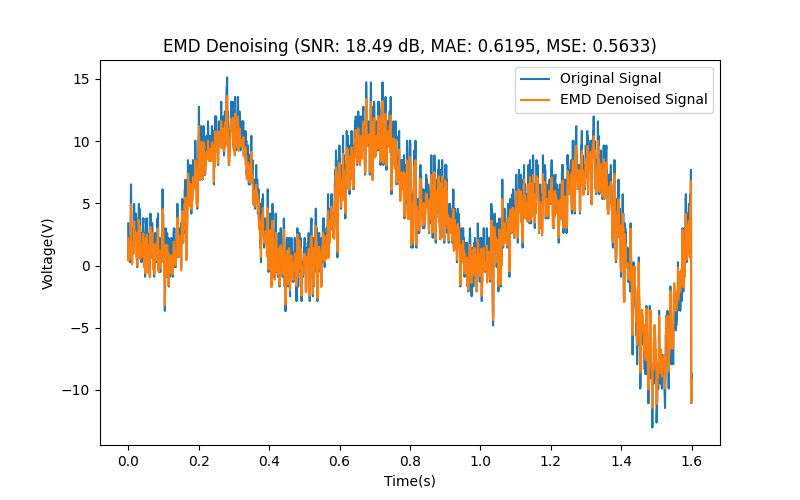 EMD Denoising (SNR: 18.49 dB, MAE: 0.6195, MSE: 0.5633)
Original Signal
EMD Denoised Signal
15
10
5
0
−5
−10
Voltage(V)
0.0 0.2 0.4 0.6 0.8 1.0 1.2 1.4 1.6
Time(s)